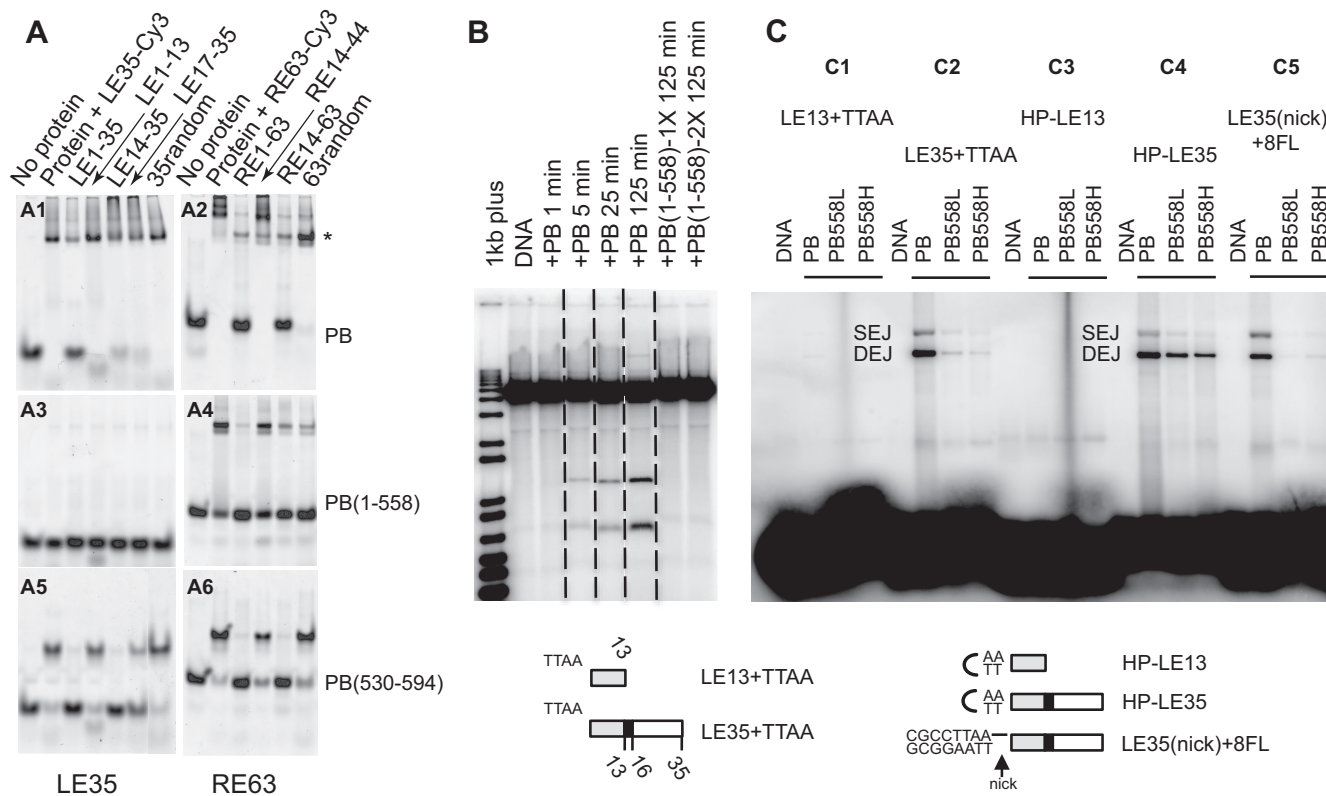 A
No protein
Protein + LE35-Cy3
LE1-35
LE1-13
LE14-35
LE17-35
35random
No protein
Protein + RE63-Cy3
RE1-63
RE14-44
RE14-63
63random
A1
A2
*
PB
A3
A4
PB(1-558)
A5
A6
PB(530-594)
LE35
RE63
B
1kb plus
DNA
+PB 1 min
+PB 5 min
+PB 25 min
+PB 125 min
+PB(1-558)-1X 125 min
+PB(1-558)-2X 125 min
TTAA
13
LE13+TTAA
TTAA
LE35+TTAA
13
16
35
C
C1
C2
C3
C4
C5
LE13+TTAA
LE35+TTAA
HP-LE13
HP-LE35
LE35(nick)
+8FL
DNA
PB
PB558L
PB558H
DNA
PB
PB558L
PB558H
DNA
PB
PB558L
PB558H
DNA
PB
PB558L
PB558H
DNA
PB
PB558L
PB558H
SEJ
DEJ
SEJ
DEJ
AA
TT
HP-LE13
AA
TT
HP-LE35
CGCCTTAA
GCGGAATT
LE35(nick)+8FL
nick